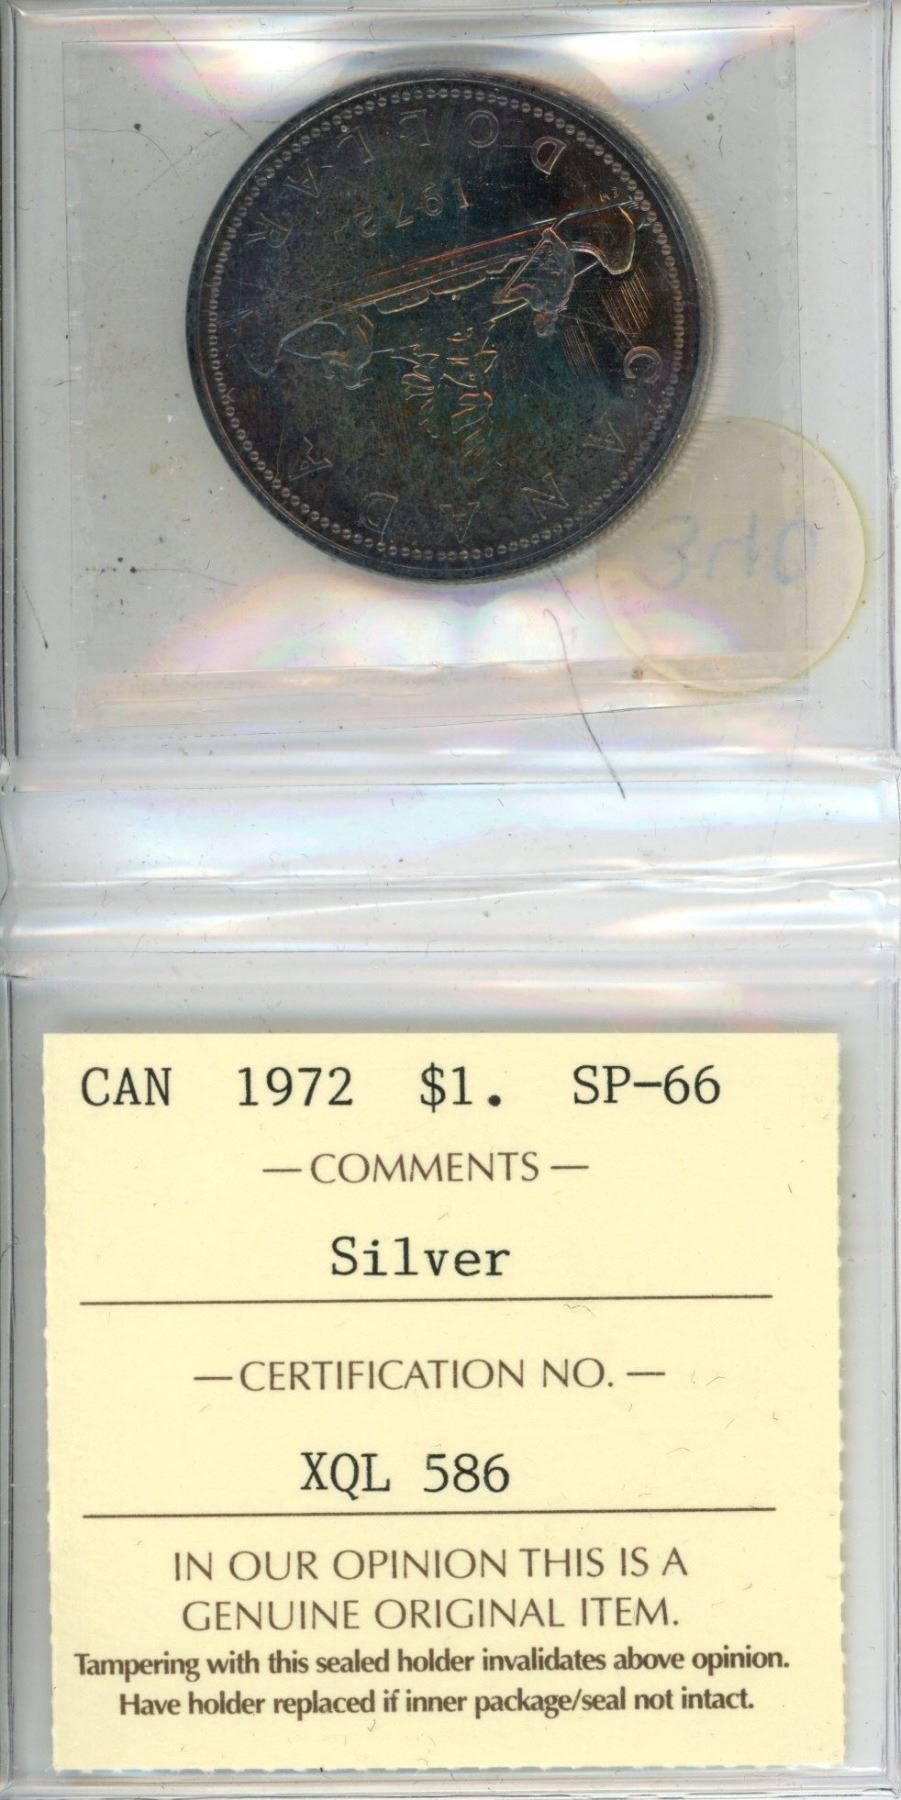 CANADA
1972
DOLLAR
340
CAN 1972 $1. SP-66
— COMMENTS —
Silver
— CERTIFICATION NO. —
XQL 586
IN OUR OPINION THIS IS A
GENUINE ORIGINAL ITEM.
Tampering with this sealed holder invalidates above opinion.
Have holder replaced if inner package/seal not intact.